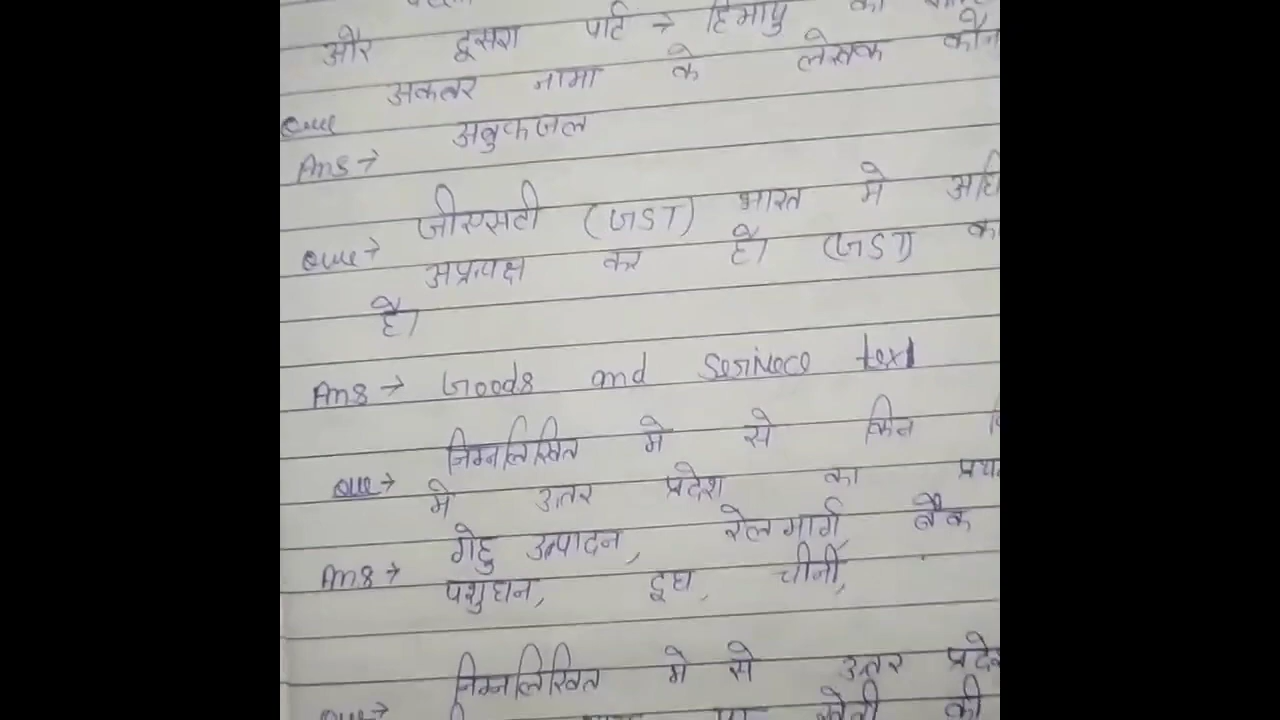 और दूसरा पार्ट → हिमायु का
अकबर नामा के लेखक कौन
Que
अबुफजल
Ans →
जीएसटी (GST) भारत मे अधि
Que →
अप्रत्यक्ष कर है। (GST) क
है।
Ans → Goods and Serivece text
निम्नलिखित मे से किन
Que → मे उत्तर प्रदेश का प्रथ
गेहु उत्पादन, रेलमार्ग, बैंक
Ans → पशुधन, दूध, चीनी,
निम्नलिखित मे से उत्तर प्रदे
Que → खेती की